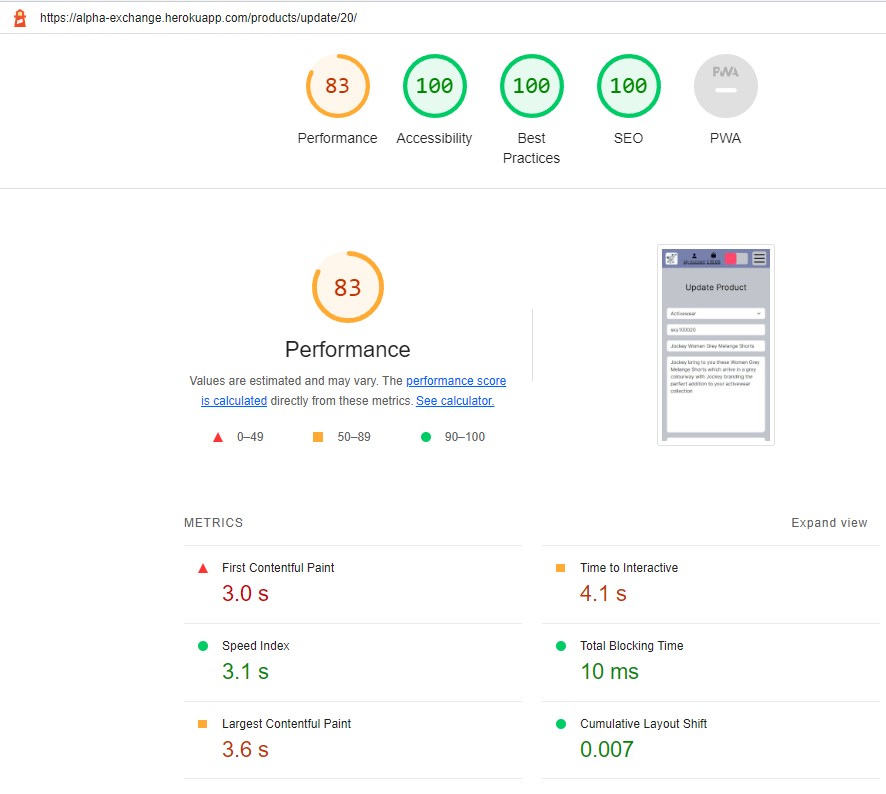 https://alpha-exchange.herokuapp.com/products/update/20/
83
100
100
100
PWA
Performance
Accessibility
Best
Practices
SEO
PWA
83
Performance
Values are estimated and may vary. The performance score
is calculated directly from these metrics. See calculator.
0–49
50–89
90–100
Update Product
Activewear
sky100020
Jockey Women Grey Melange Shorts
Jockey bring to you these Women Grey
Melange Shorts which arrive in a grey
colourway with Jockey branding the
perfect addition to your activewear
collection
METRICS
Expand view
First Contentful Paint
3.0 s
Time to Interactive
4.1 s
Speed Index
3.1 s
Total Blocking Time
10 ms
Largest Contentful Paint
3.6 s
Cumulative Layout Shift
0.007